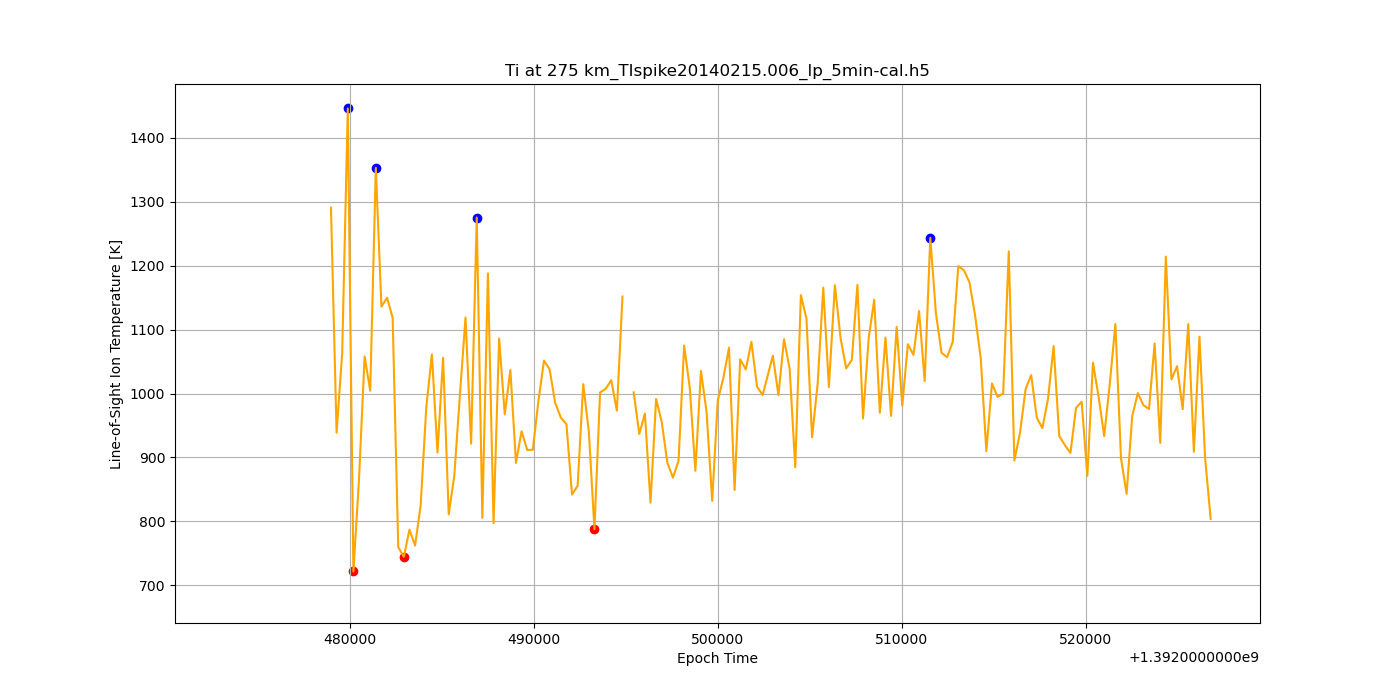 Ti at 275 km_TIspike20140215.006_lp_5min-cal.h5
Line-of-Sight Ion Temperature [K]
1400
1300
1200
1100
1000
900
800
700
480000 490000 500000 510000 520000
Epoch Time
+1.3920000000e9